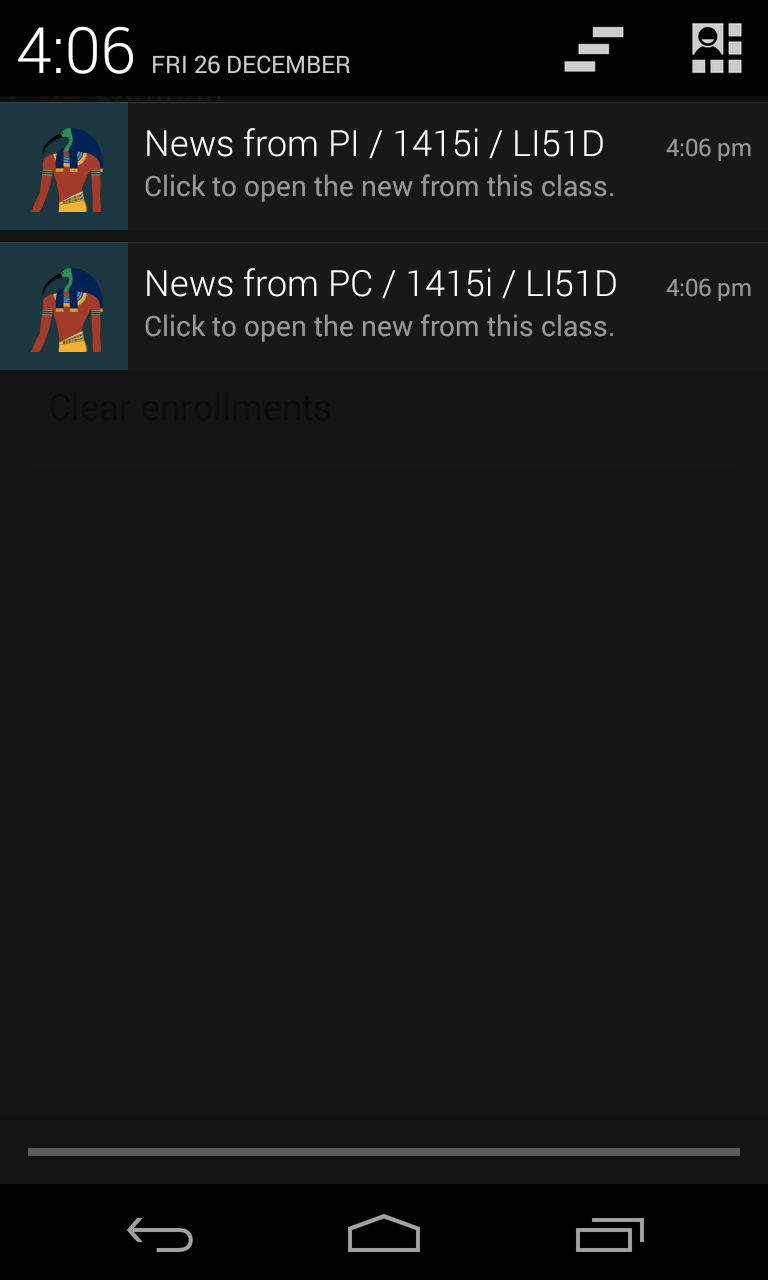 4:06 FRI 26 DECEMBER
News from PI / 1415i / LI51D 4:06 pm
Click to open the new from this class.
News from PC / 1415i / LI51D 4:06 pm
Click to open the new from this class.
Clear enrollments